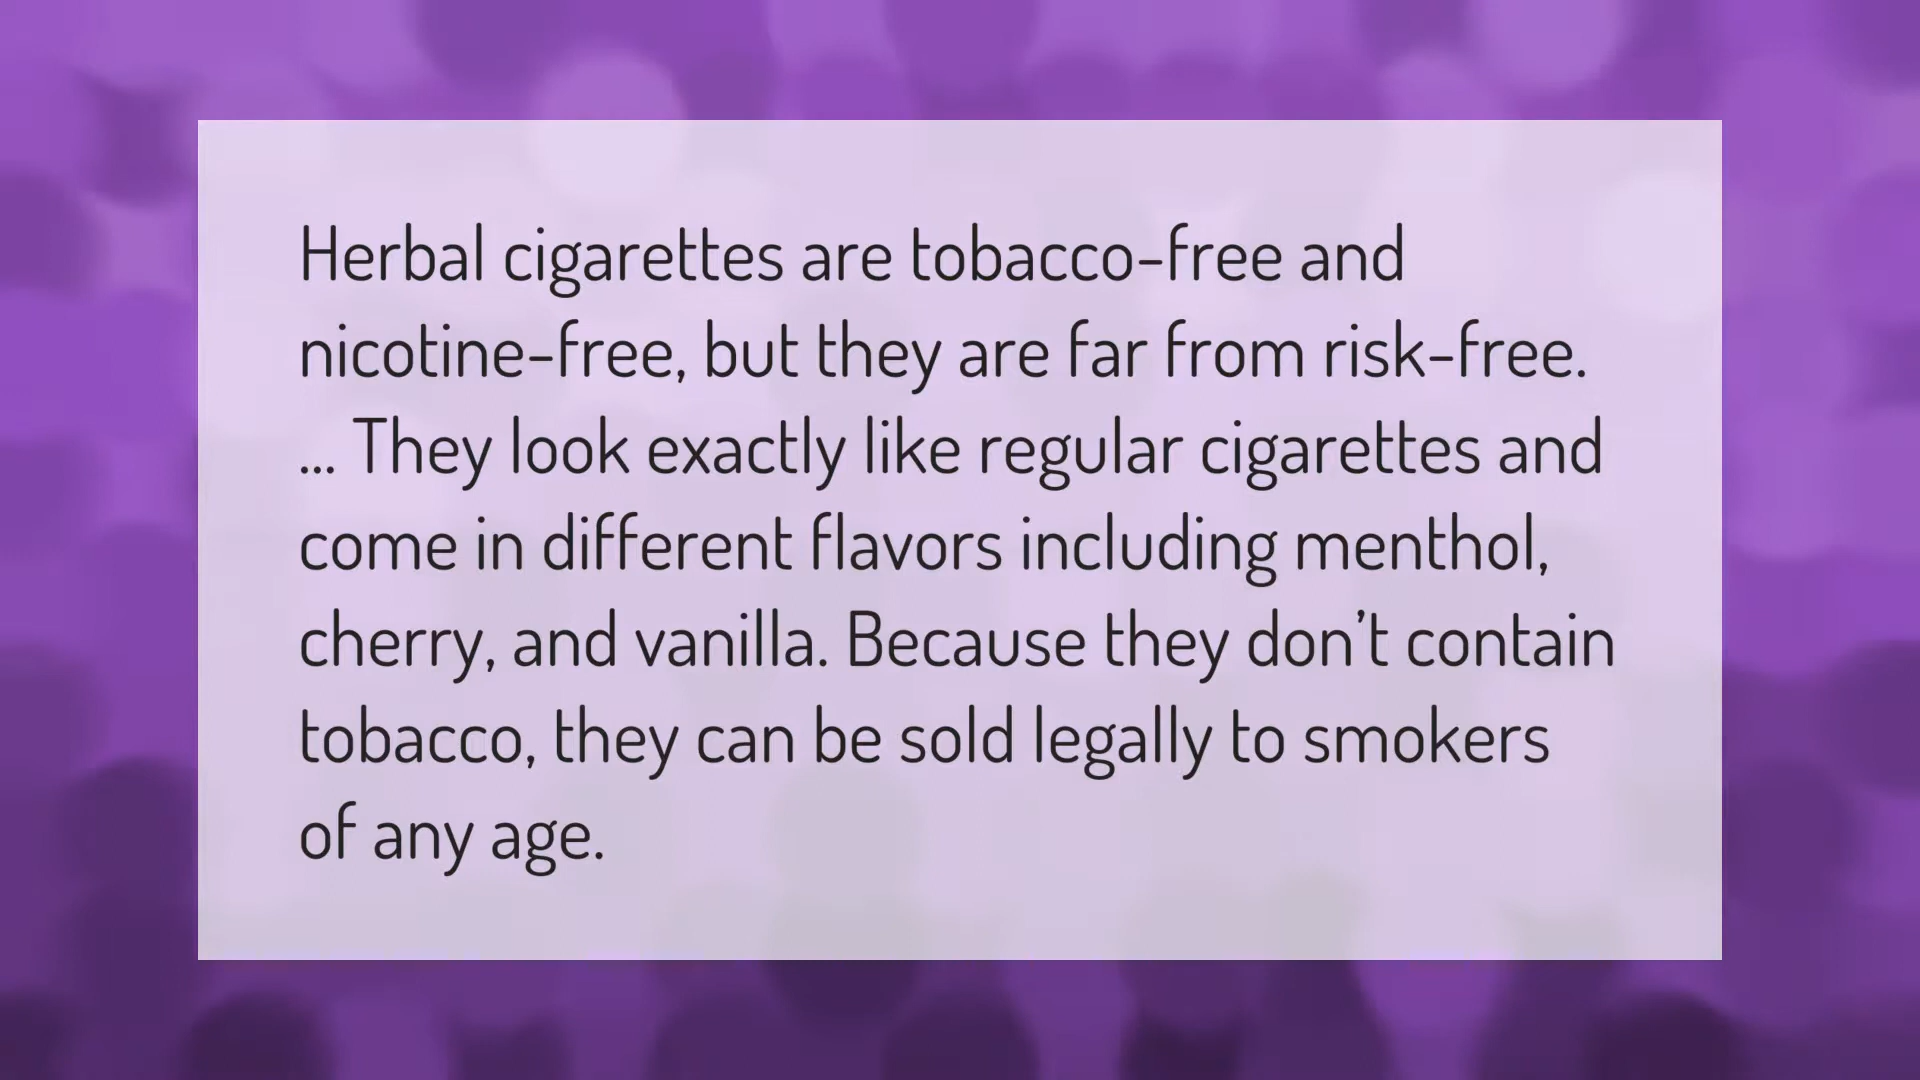 Herbal cigarettes are tobacco-free and
nicotine-free, but they are far from risk-free.
... They look exactly like regular cigarettes and
come in different flavors including menthol,
cherry, and vanilla. Because they don’t contain
tobacco, they can be sold legally to smokers
of any age.